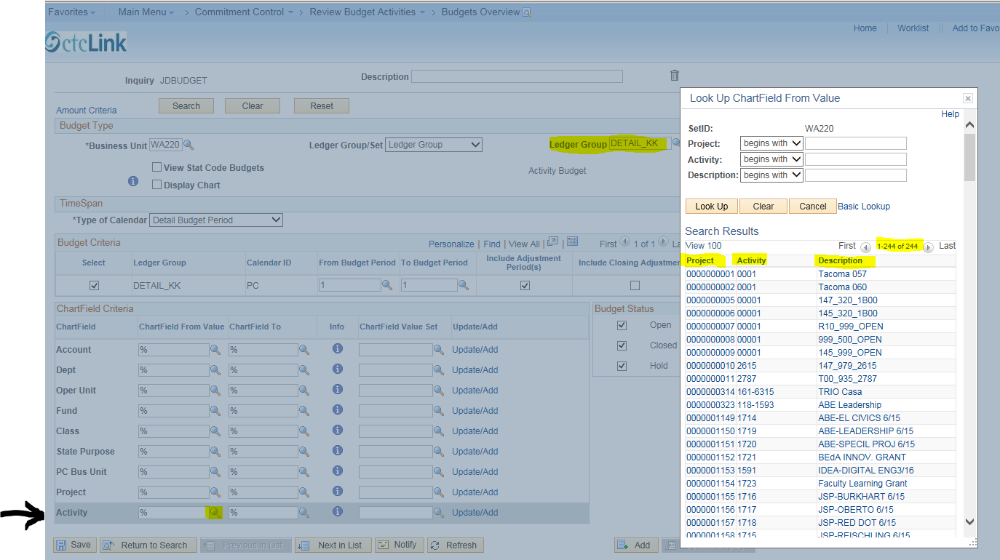 Favorites Main Menu > Commitment Control > Review Budget Activities > Budgets Overview
Home Worklist Add to Favo
ctcLink
Inquiry JDBUDGET Description
Amount Criteria Search Clear Reset
Budget Type
*Business Unit WA220 Ledger Group/Set Ledger Group Ledger Group DETAIL_KK
View Stat Code Budgets Activity Budget
Display Chart
TimeSpan
*Type of Calendar Detail Budget Period
Budget Criteria Personalize | Find | View All | First 1 of 1 La
Select Ledger Group Calendar ID From Budget Period To Budget Period Include Adjustment Period(s) Include Closing Adjustmen
DETAIL_KK PC 1 1
ChartField Criteria
ChartField ChartField From Value ChartField To Info ChartField Value Set Update/Add
Account % % Update/Add
Dept % % Update/Add
Oper Unit % % Update/Add
Fund % % Update/Add
Class % % Update/Add
State Purpose % % Update/Add
PC Bus Unit % % Update/Add
Project % % Update/Add
Activity % % Update/Add
Budget Status
Open
Closed
Hold
Save Return to Search Previous in List Next in List Notify Refresh Add
Look Up ChartField From Value
Help
SetID: WA220
Project: begins with
Activity: begins with
Description: begins with
Look Up Clear Cancel Basic Lookup
Search Results
View 100 First 1-244 of 244 Last
Project Activity Description
0000000001 0001 Tacoma 057
0000000002 0001 Tacoma 060
0000000005 00001 147_320_1B00
0000000006 00001 145_320_1B00
0000000007 00001 R10_999_OPEN
0000000008 00001 999_500_OPEN
0000000009 00001 145_999_OPEN
0000000010 2615 147_979_2615
0000000011 2787 T00_935_2787
0000000314 161-6315 TRIO Casa
0000000323 118-1593 ABE Leadership
0000001149 1714 ABE-EL CIVICS 6/15
0000001150 1719 ABE-LEADERSHIP 6/15
0000001151 1720 ABE-SPECIL PROJ 6/15
0000001152 1721 BEdA INNOV. GRANT
0000001153 1591 IDEA-DIGITAL ENG3/16
0000001154 1723 Faculty Learning Grant
0000001155 1716 JSP-BURKHART 6/15
0000001156 1717 JSP-OBERTO 6/15
0000001157 1718 JSP-RED DOT 6/15
0000001158 1715 JSP-REISCHLING 6/15